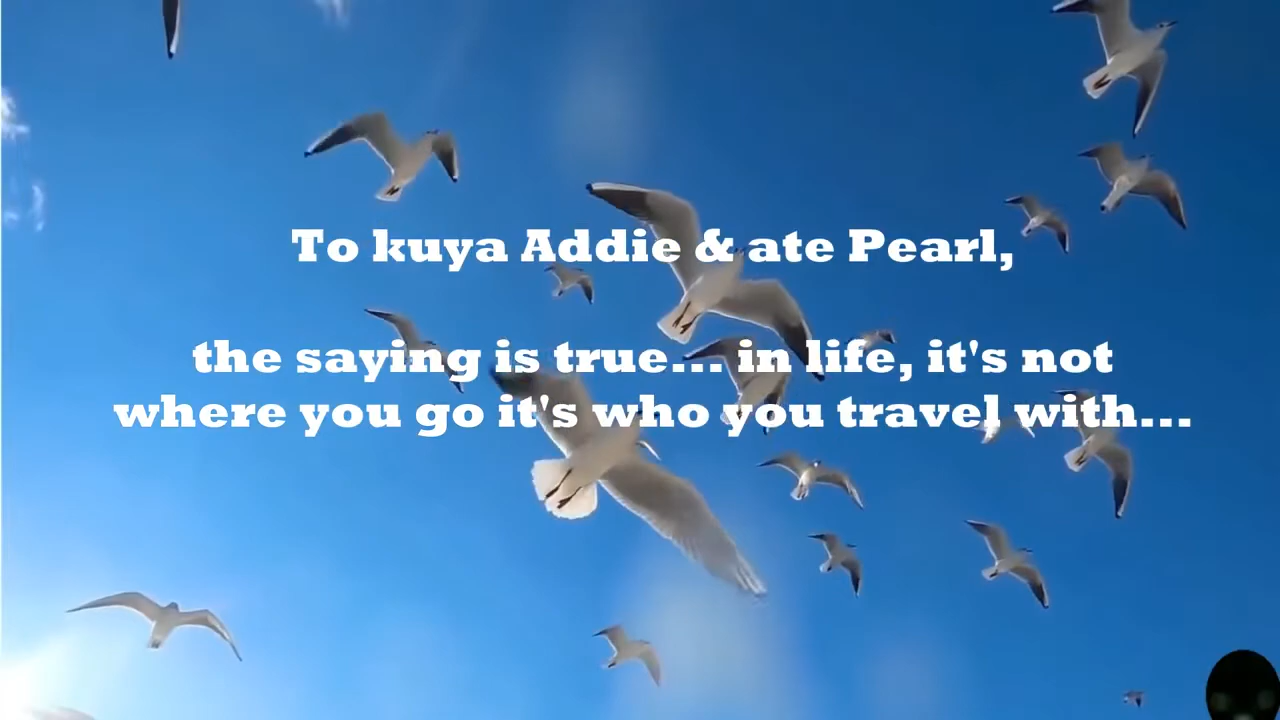 To kuya Addie & ate Pearl,
the saying is true... in life, it's not
where you go it's who you travel with...